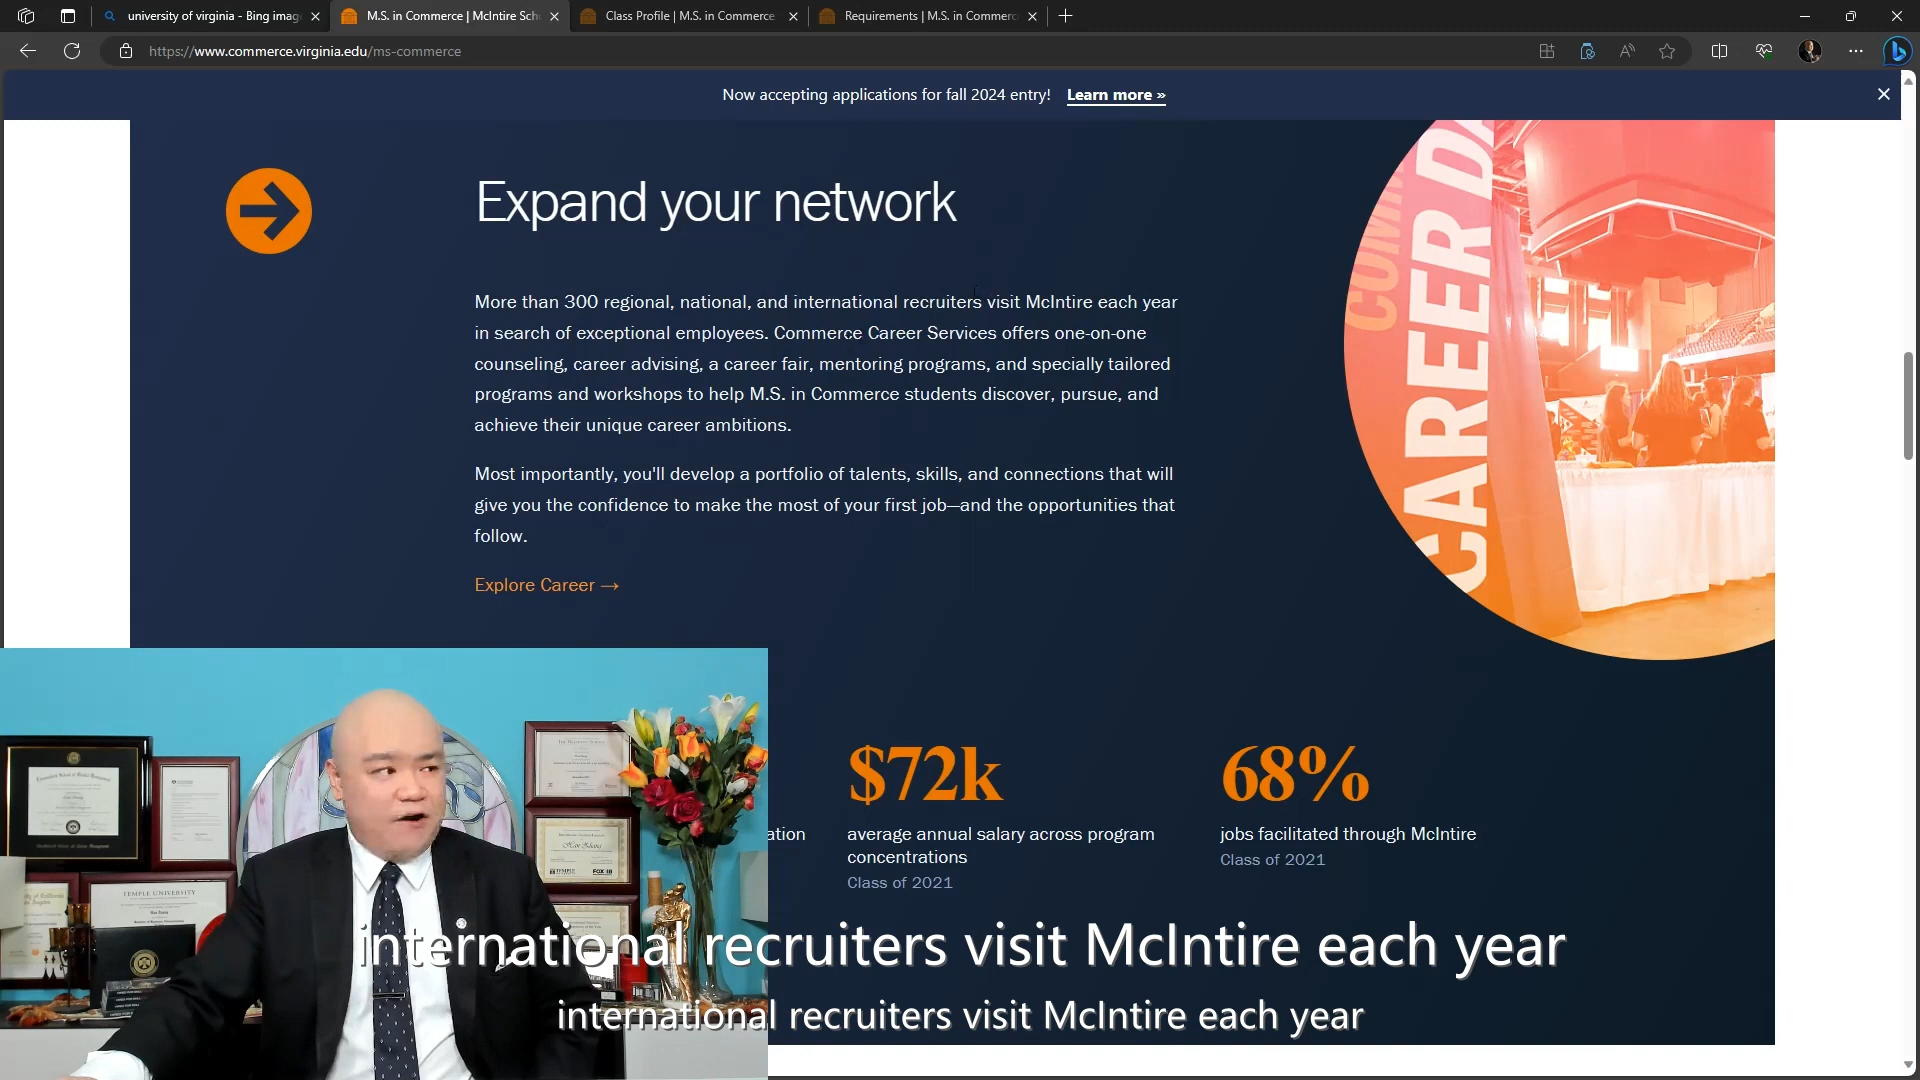 university of virginia - Bing imag
M.S. in Commerce | McIntire Sch
Class Profile | M.S. in Commerce
Requirements | M.S. in Commerc
https://www.commerce.virginia.edu/ms-commerce
Now accepting applications for fall 2024 entry! Learn more »
Expand your network
More than 300 regional, national, and international recruiters visit McIntire each year
in search of exceptional employees. Commerce Career Services offers one-on-one
counseling, career advising, a career fair, mentoring programs, and specially tailored
programs and workshops to help M.S. in Commerce students discover, pursue, and
achieve their unique career ambitions.
Most importantly, you'll develop a portfolio of talents, skills, and connections that will
give you the confidence to make the most of your first job—and the opportunities that
follow.
Explore Career →
COM
CAREER DA
ation
$72k
average annual salary across program
concentrations
Class of 2021
68%
jobs facilitated through McIntire
Class of 2021
TEMPLE UNIVERSITY
FOX
international recruiters visit McIntire each year
international recruiters visit McIntire each year